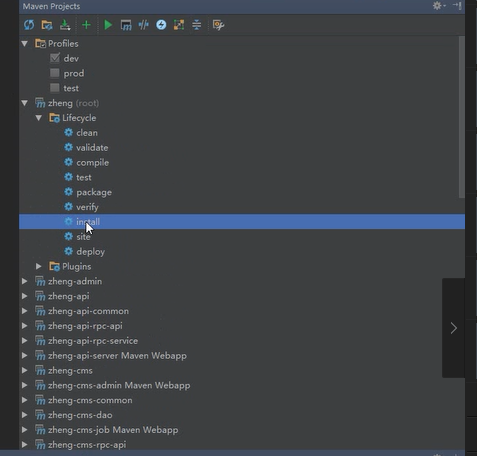 Maven Projects
Profiles
dev
prod
test
zheng (root)
Lifecycle
clean
validate
compile
test
package
verify
install
site
deploy
Plugins
zheng-admin
zheng-api
zheng-api-common
zheng-api-rpc-api
zheng-api-rpc-service
zheng-api-server Maven Webapp
zheng-cms
zheng-cms-admin Maven Webapp
zheng-cms-common
zheng-cms-dao
zheng-cms-job Maven Webapp
zheng-cms-rpc-api